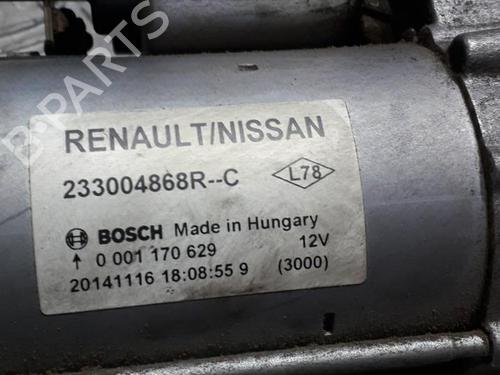 B-PARTS
RENAULT/NISSAN
233004868R--C L78
BOSCH Made in Hungary
0 001 170 629 12V
20141116 18:08:55 9 (3000)